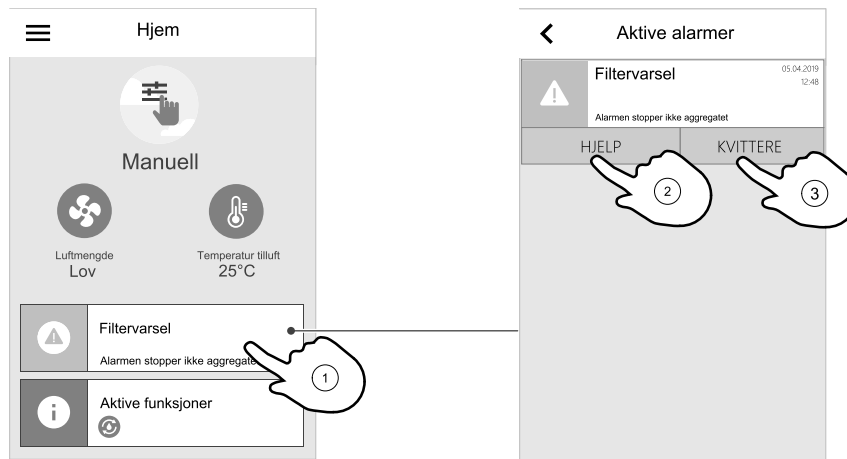 Hjem
Manuell
Luftmengde
Lov
Temperatur tilluft
25°C
Filtervarsel
Alarmen stopper ikke
Aktive funksjoner
1
Aktive alarmer
Filtervarsel
05.04.2019
12:48
Alarmen stopper ikke aggregatet
HJELP
KVITTERE
2
3